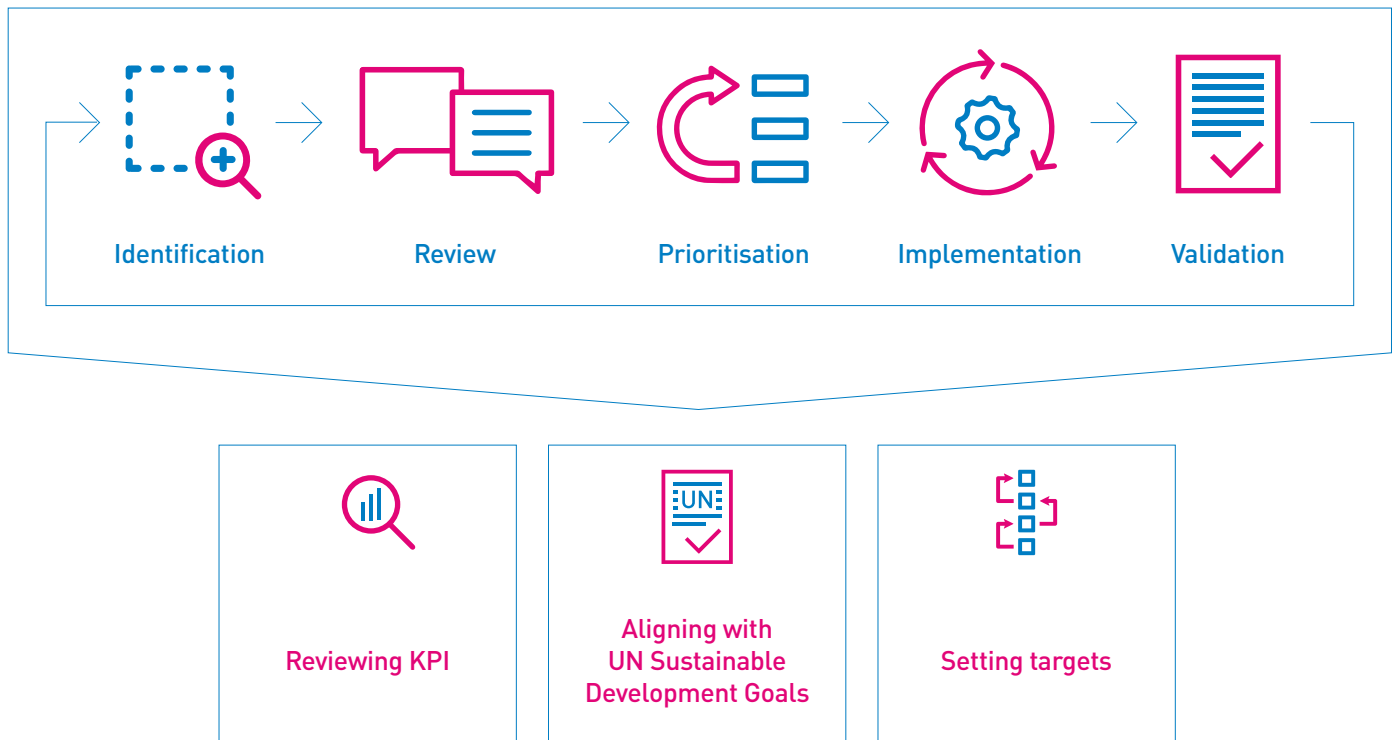 Identification
Review
Prioritisation
Implementation
Validation
UN
Reviewing KPI
Aligning with
UN Sustainable
Development Goals
Setting targets